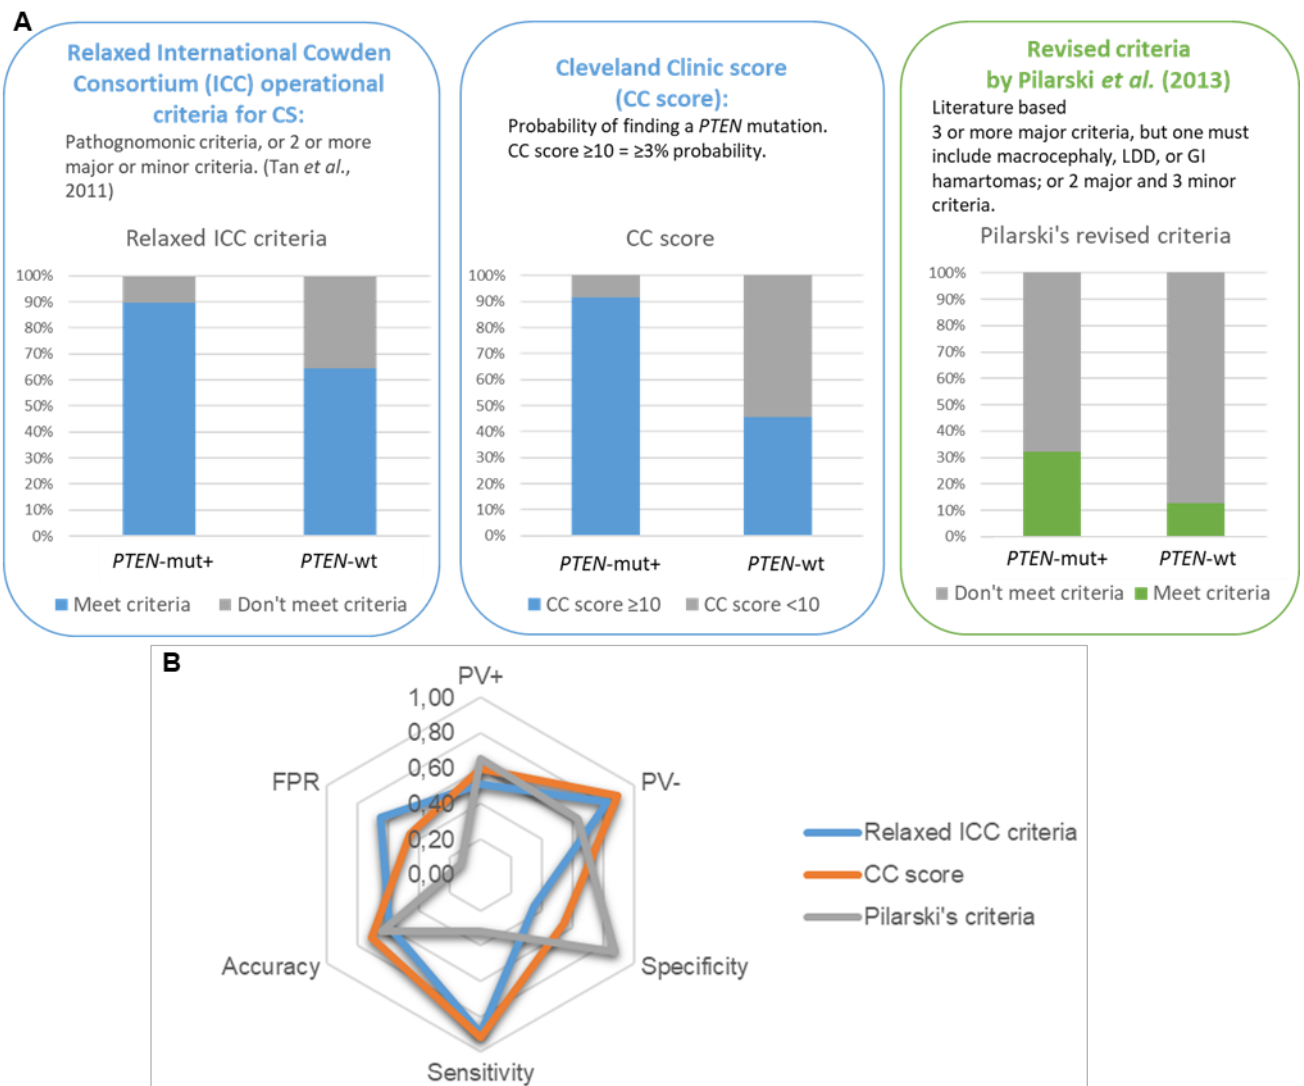 A
Relaxed International Cowden
Consortium (ICC) operational
criteria for CS:
Pathognomonic criteria, or 2 or more
major or minor criteria. (Tan et al.,
2011)
Relaxed ICC criteria
100%
90%
80%
70%
60%
50%
40%
30%
20%
10%
0%
PTEN-mut+
PTEN-wt
Meet criteria
Don't meet criteria
Cleveland Clinic score
(CC score):
Probability of finding a PTEN mutation.
CC score ≥10 = ≥3% probability.
CC score
100%
90%
80%
70%
60%
50%
40%
30%
20%
10%
0%
PTEN-mut+
PTEN-wt
CC score ≥10
CC score <10
Revised criteria
by Pilarski et al. (2013)
Literature based
3 or more major criteria, but one must
include macrocephaly, LDD, or GI
hamartomas; or 2 major and 3 minor
criteria.
Pilarski's revised criteria
100%
90%
80%
70%
60%
50%
40%
30%
20%
10%
0%
PTEN-mut+
PTEN-wt
Don't meet criteria
Meet criteria
B
PV+
1,00
0,80
0,60
0,40
0,20
0,00
PV-
Specificity
Sensitivity
Accuracy
FPR
Relaxed ICC criteria
CC score
Pilarski's criteria